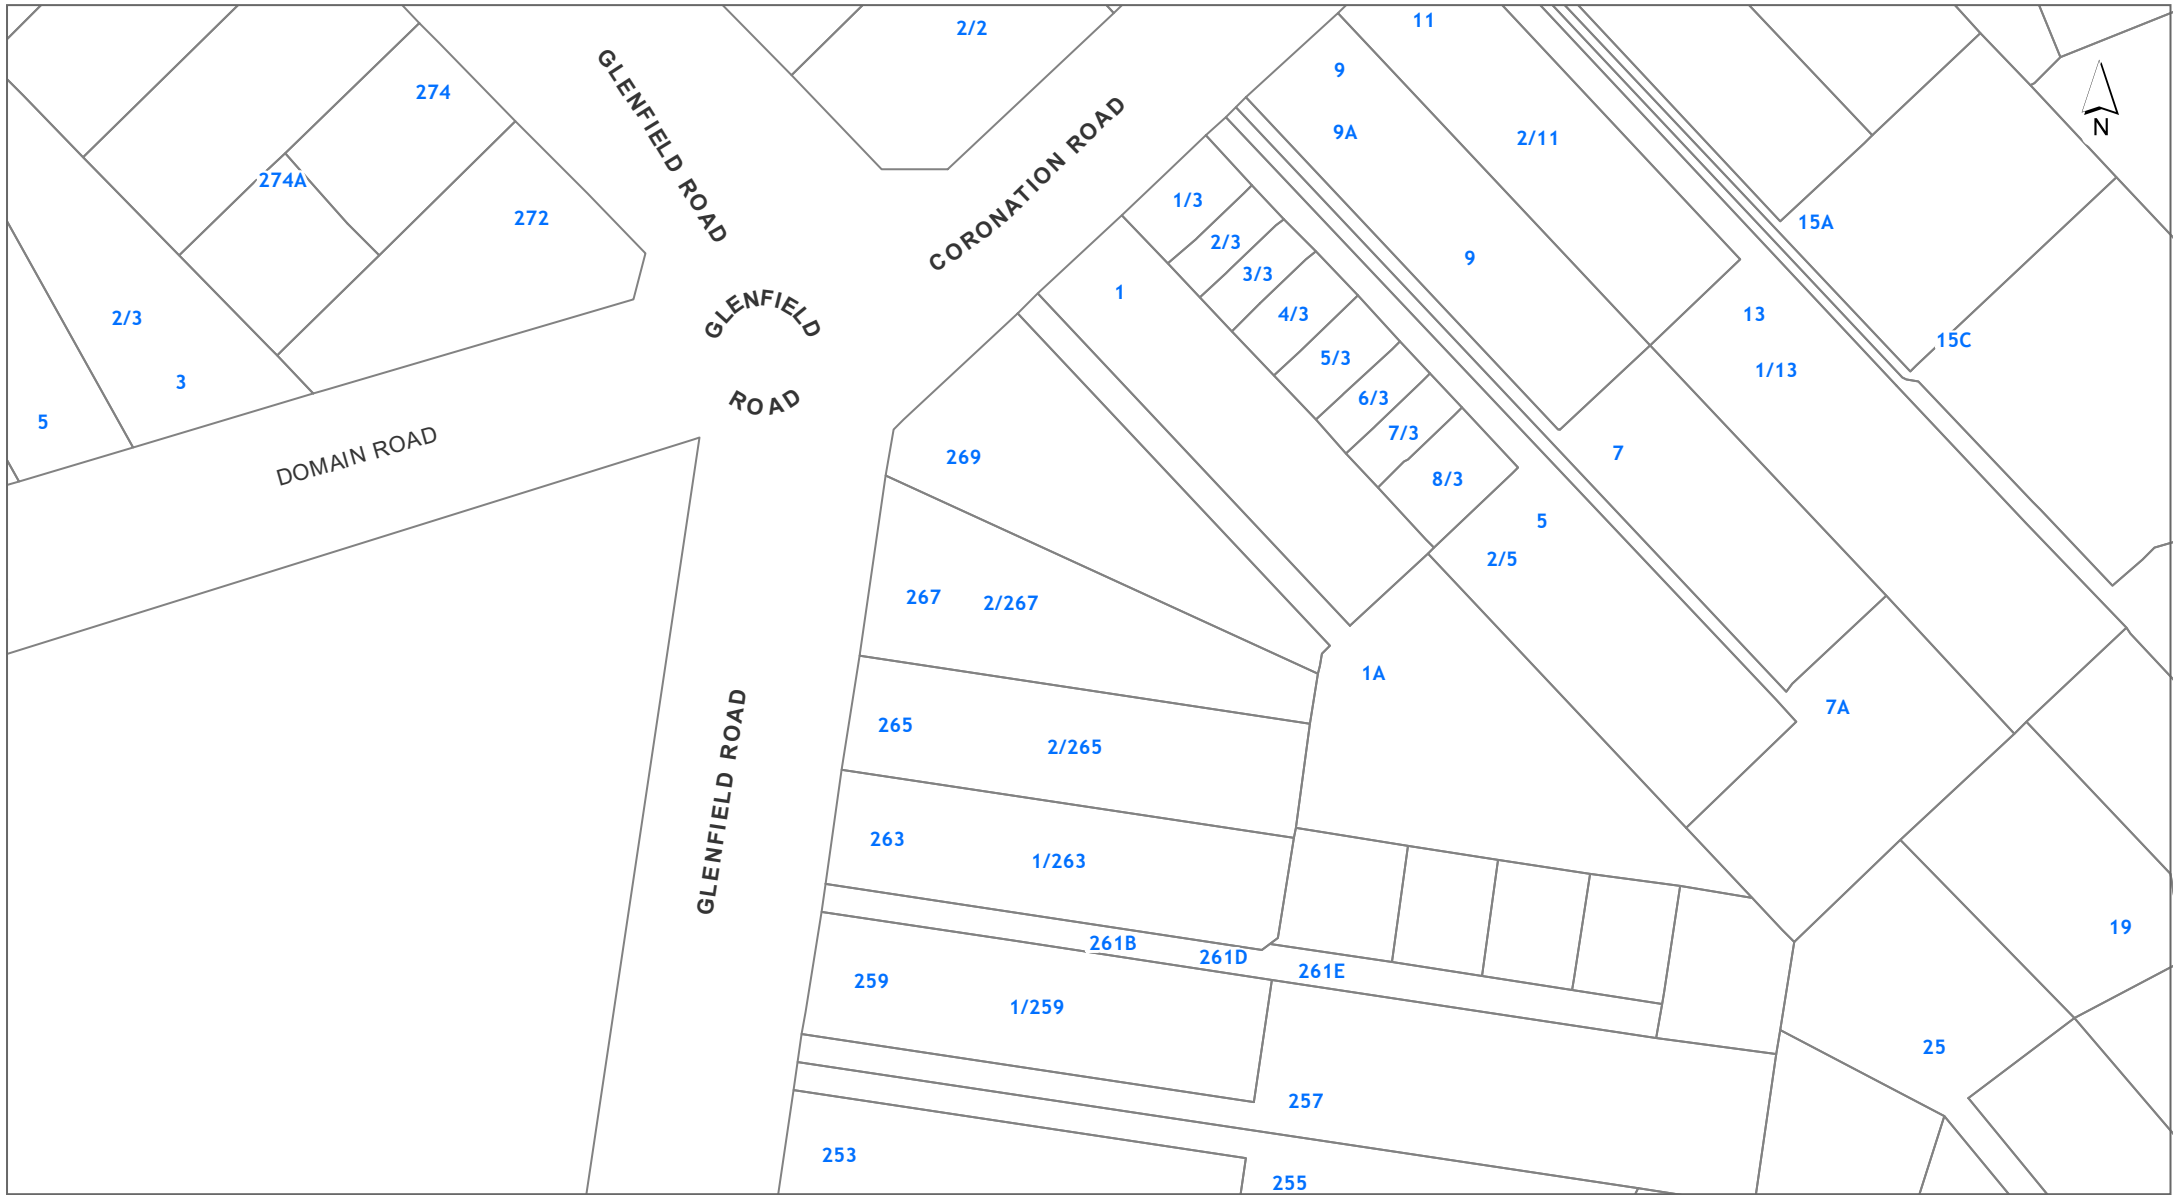 11
2/2
9
274
GLENFIELD ROAD
CORONATION ROAD
N
9A
2/11
274A
1/3
272
15A
2/3
9
3/3
1
4/3
13
2/3
GLENFIELD
ROAD
15C
5/3
1/13
3
6/3
5
7/3
DOMAIN ROAD
7
269
8/3
5
2/5
267
2/267
1A
7A
265
2/265
GLENFIELD ROAD
263
1/263
19
261B
261D
261E
259
1/259
25
257
253
255